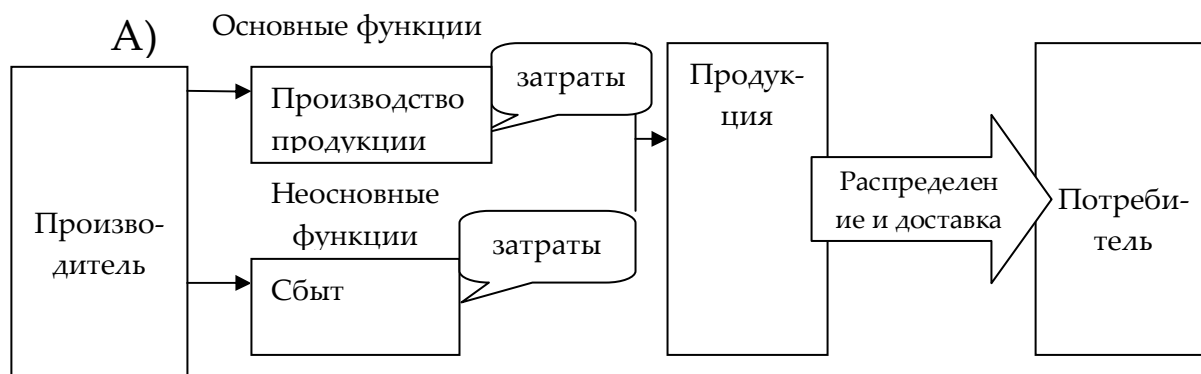 А)
Основные функции
Произво-
дитель
Производство
продукции
затраты
Неосновные
функции
Сбыт
затраты
Продук-
ция
Распределен
ие и доставка
Потреби-
тель